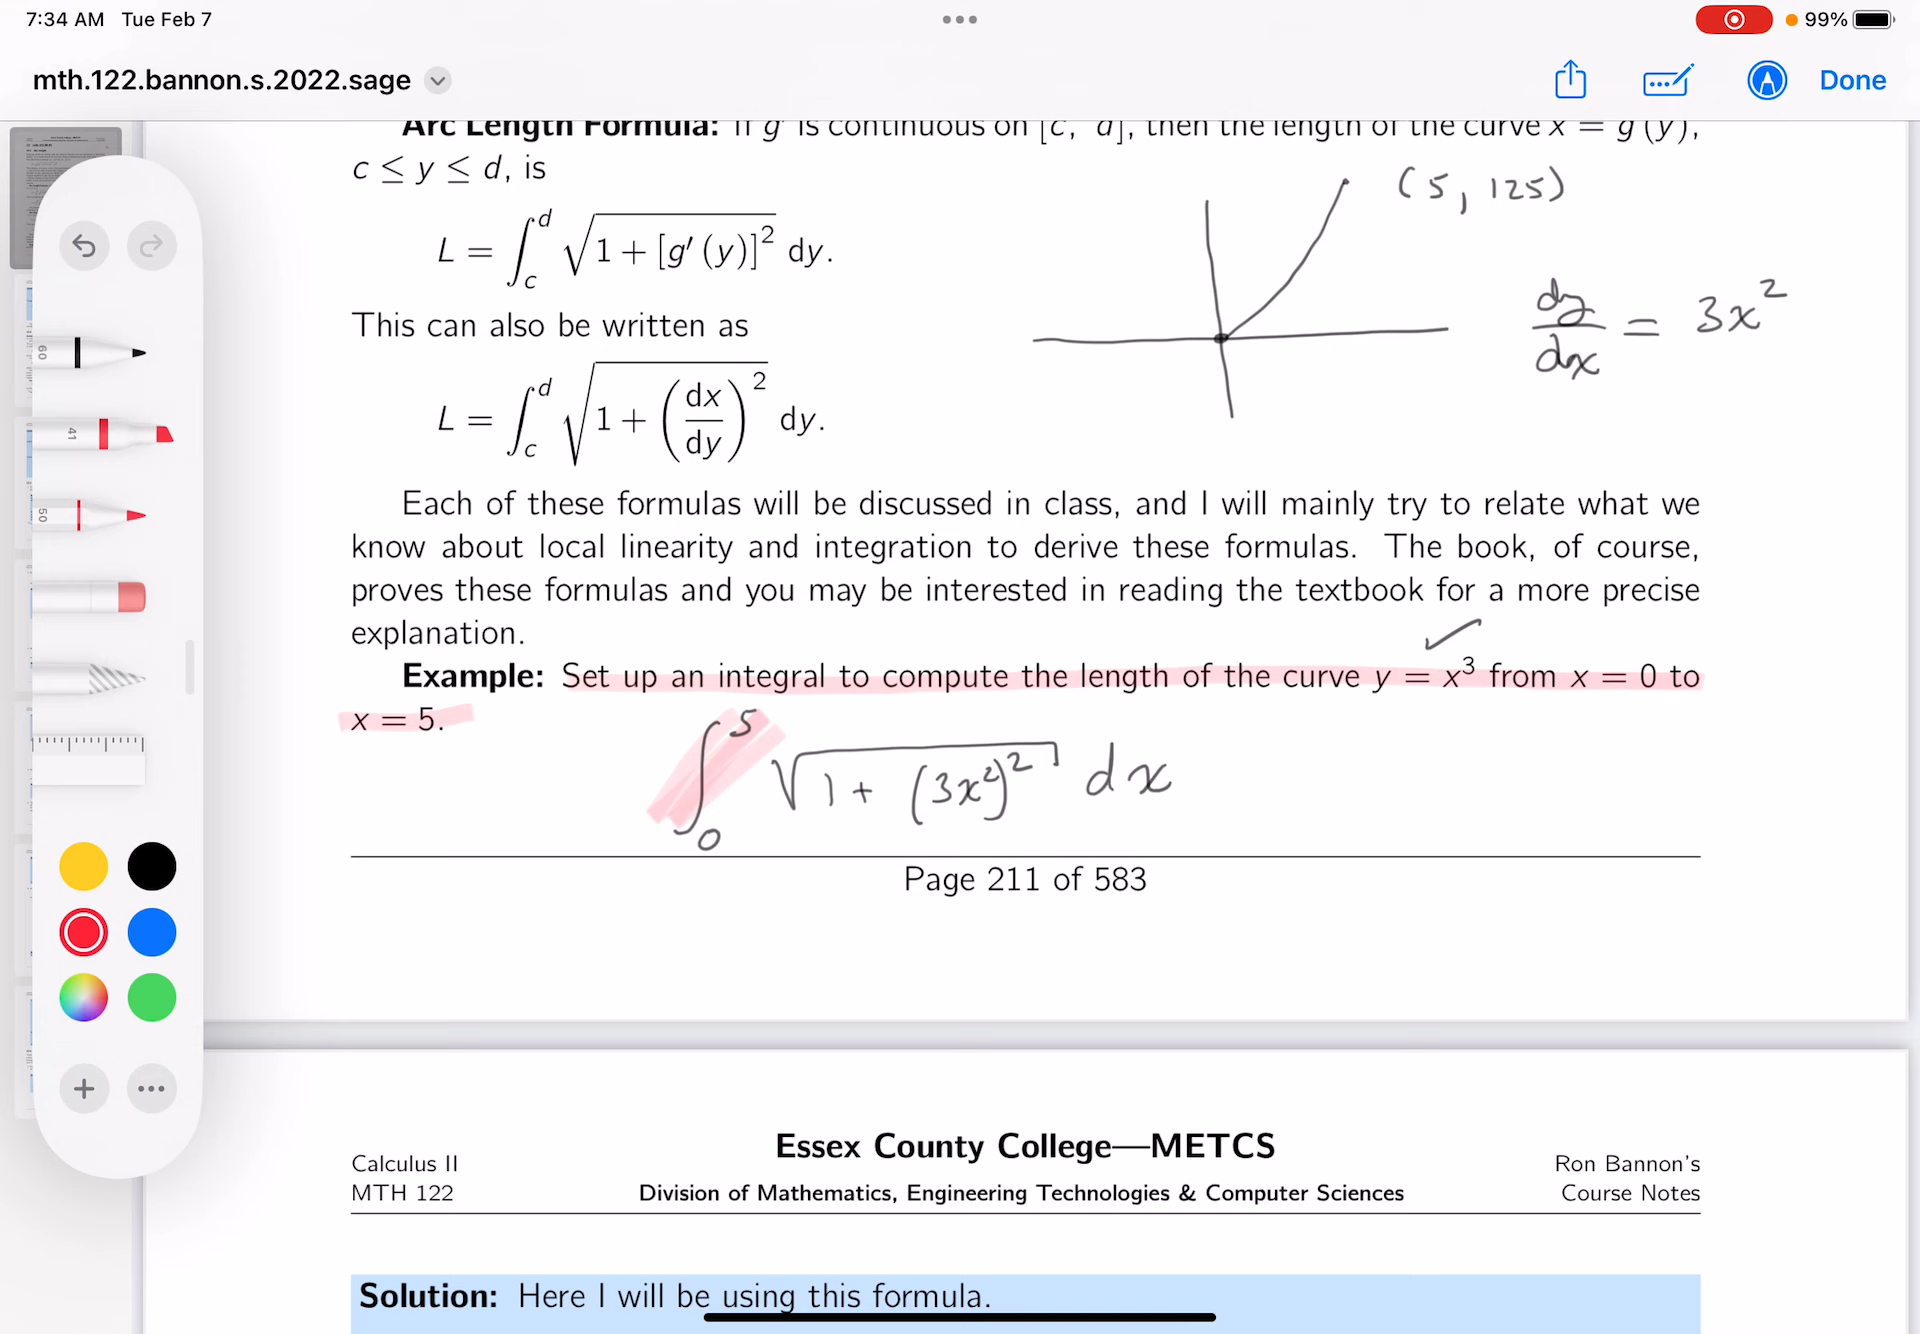 7:34 AM Tue Feb 7
99%
mth.122.bannon.s.2022.sage
Done
Arc Length Formula: If g′ is continuous on [c, d], then the length of the curve x = g (y),
c ≤ y ≤ d, is
(5, 125)
L = ∫_c^d √(1 + [g′ (y)]²) dy.
dy/dx = 3x²
This can also be written as
L = ∫_c^d √(1 + (dx/dy)²) dy.
60
41
50
Each of these formulas will be discussed in class, and I will mainly try to relate what we
know about local linearity and integration to derive these formulas. The book, of course,
proves these formulas and you may be interested in reading the textbook for a more precise
explanation.
Example: Set up an integral to compute the length of the curve y = x³ from x = 0 to
x = 5.
∫_0^5 √(1 + (3x²)²) dx
Page 211 of 583
Calculus II
MTH 122
Essex County College—METCS
Division of Mathematics, Engineering Technologies & Computer Sciences
Ron Bannon's
Course Notes
Solution: Here I will be using this formula.